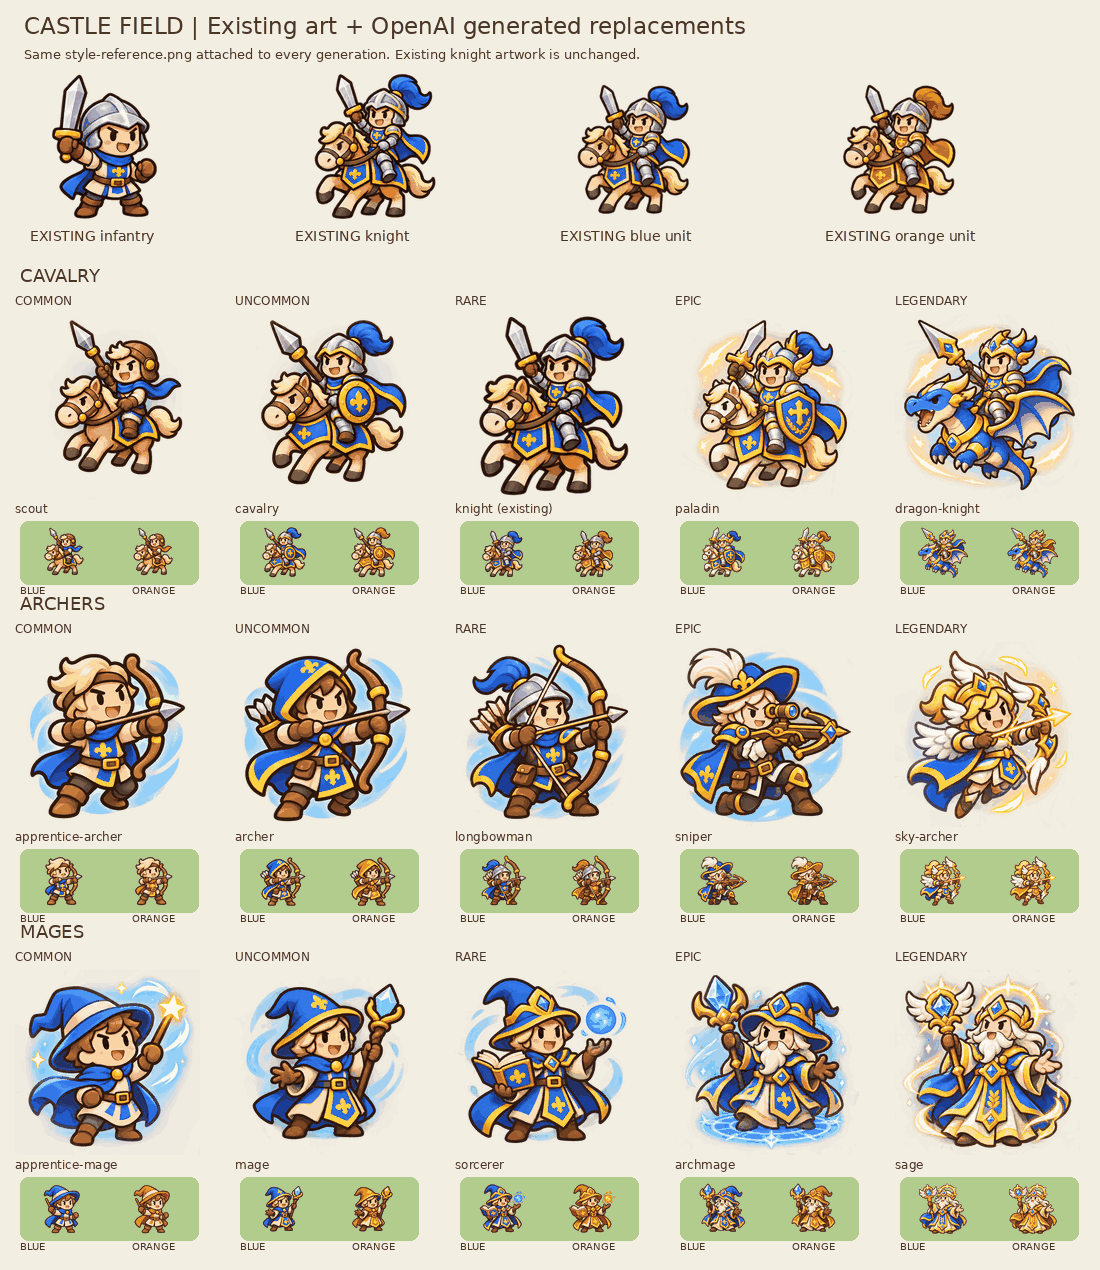 CASTLE FIELD | Existing art + OpenAI generated replacements
Same style-reference.png attached to every generation. Existing knight artwork is unchanged.
EXISTING infantry
EXISTING knight
EXISTING blue unit
EXISTING orange unit
CAVALRY
COMMON
UNCOMMON
RARE
EPIC
LEGENDARY
scout
cavalry
knight (existing)
paladin
dragon-knight
BLUE
ORANGE
BLUE
ORANGE
BLUE
ORANGE
BLUE
ORANGE
BLUE
ORANGE
ARCHERS
COMMON
UNCOMMON
RARE
EPIC
LEGENDARY
apprentice-archer
archer
longbowman
sniper
sky-archer
BLUE
ORANGE
BLUE
ORANGE
BLUE
ORANGE
BLUE
ORANGE
BLUE
ORANGE
MAGES
COMMON
UNCOMMON
RARE
EPIC
LEGENDARY
apprentice-mage
mage
sorcerer
archmage
sage
BLUE
ORANGE
BLUE
ORANGE
BLUE
ORANGE
BLUE
ORANGE
BLUE
ORANGE